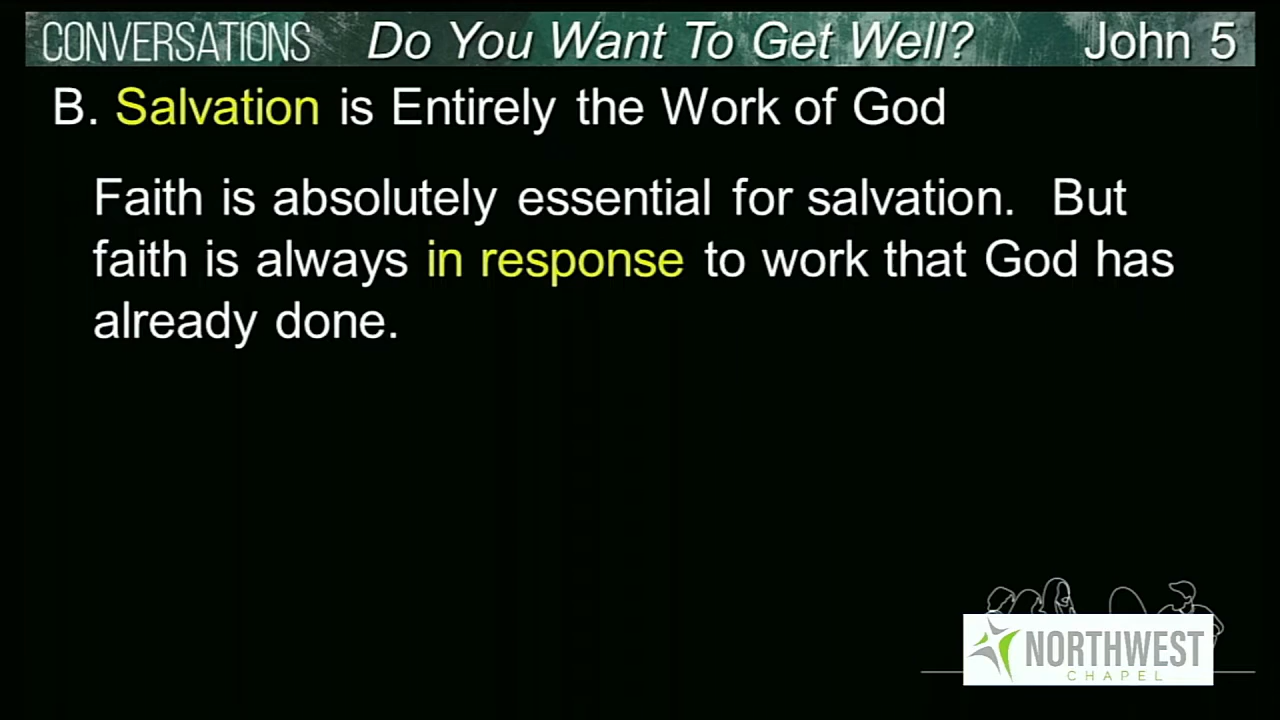 CONVERSATIONS Do You Want To Get Well? John 5
B. Salvation is Entirely the Work of God
Faith is absolutely essential for salvation. But
faith is always in response to work that God has
already done.
NORTHWEST
CHAPEL